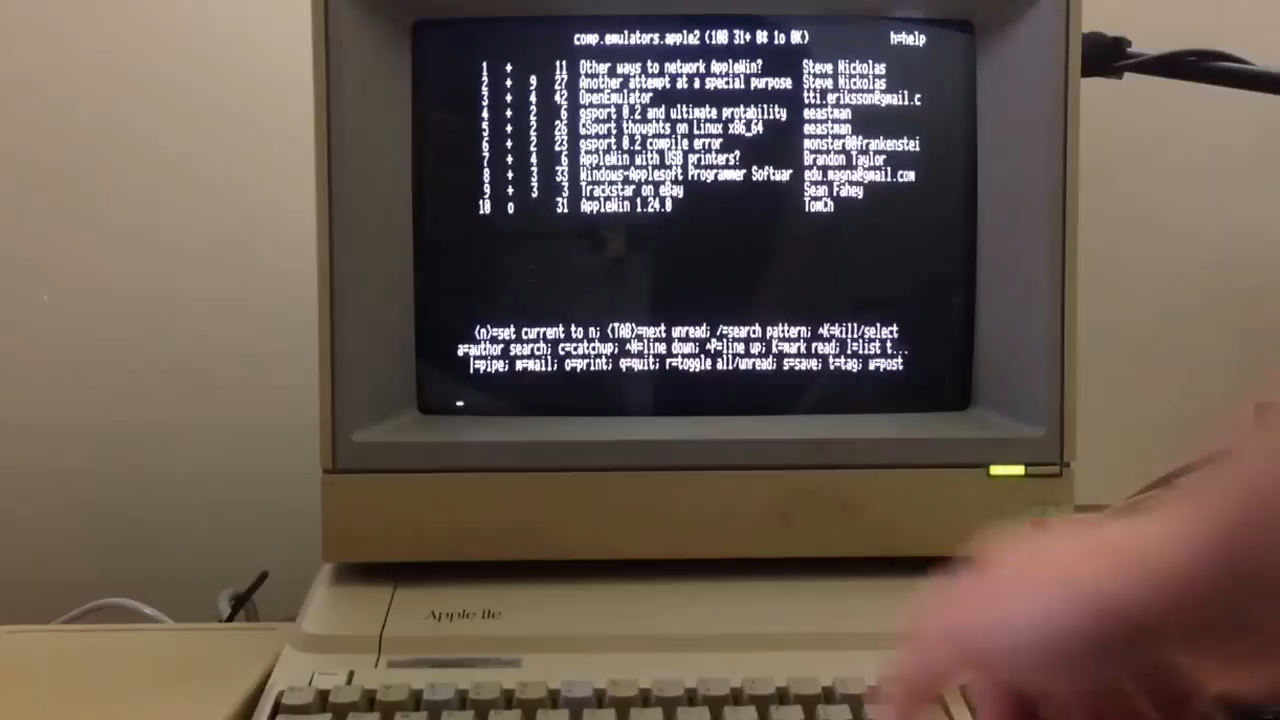 comp.emulators.apple2 (108 31+ 0% 1o 0K) h=help
1 + 11 Other ways to network AppleWin? Steve Nickolas
2 + 9 27 Another attempt at a special purpose Steve Nickolas
3 + 4 42 OpenEmulator tti.eriksson@gmail.c
4 + 2 6 gsport 0.2 and ultimate protability eeastman
5 + 2 26 GSport thoughts on Linux x86_64 eeastman
6 + 2 23 gsport 0.2 compile error monster@frankenstei
7 + 4 6 AppleWin with USB printers? Brandon Taylor
8 + 3 33 Windows-Applesoft Programmer Softwar edu.magna@gmail.com
9 + 3 3 Trackstar on eBay Sean Fahey
10 o 31 AppleWin 1.24.0 TomCh
<n>=set current to n; <TAB>=next unread; /=search pattern; ^K=kill/select
a=author search; c=catchup; ^N=line down; ^P=line up; K=mark read; l=list t...
|=pipe; m=mail; o=print; q=quit; r=toggle all/unread; s=save; t=tag; w=post
Apple IIe